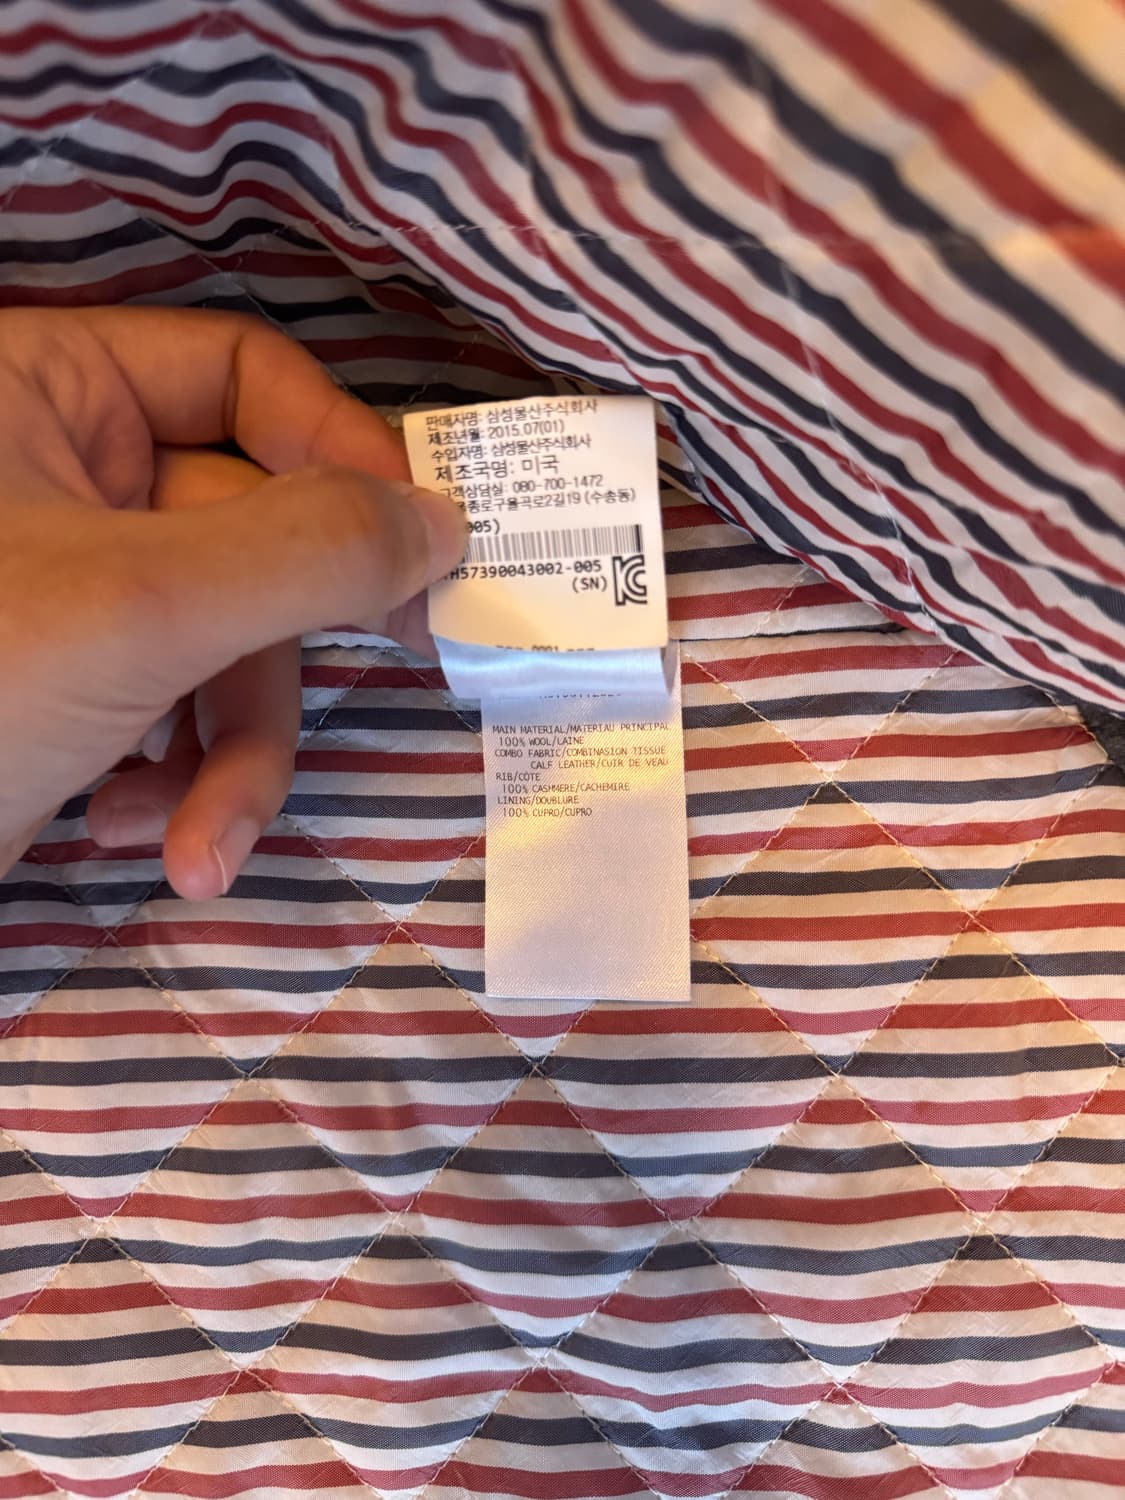 판매자명: 삼성물산주식회사
제조년월: 2015.07(01)
수입자명: 삼성물산주식회사
제조국명: 미국
고객상담실: 080-700-1472
종로구율곡로2길19 (수송동)
005)
H57390043002-005
(SN)
MAIN MATERIAL/MATERIAU PRINCIPAL
100% WOOL/LAINE
COMBO FABRIC/COMBINASION TISSUE
CALF LEATHER/CUIR DE VEAU
RIB/COTE
100% CASHMERE/CACHEMIRE
LINING/DOUBLURE
100% CUPRO/CUPRO